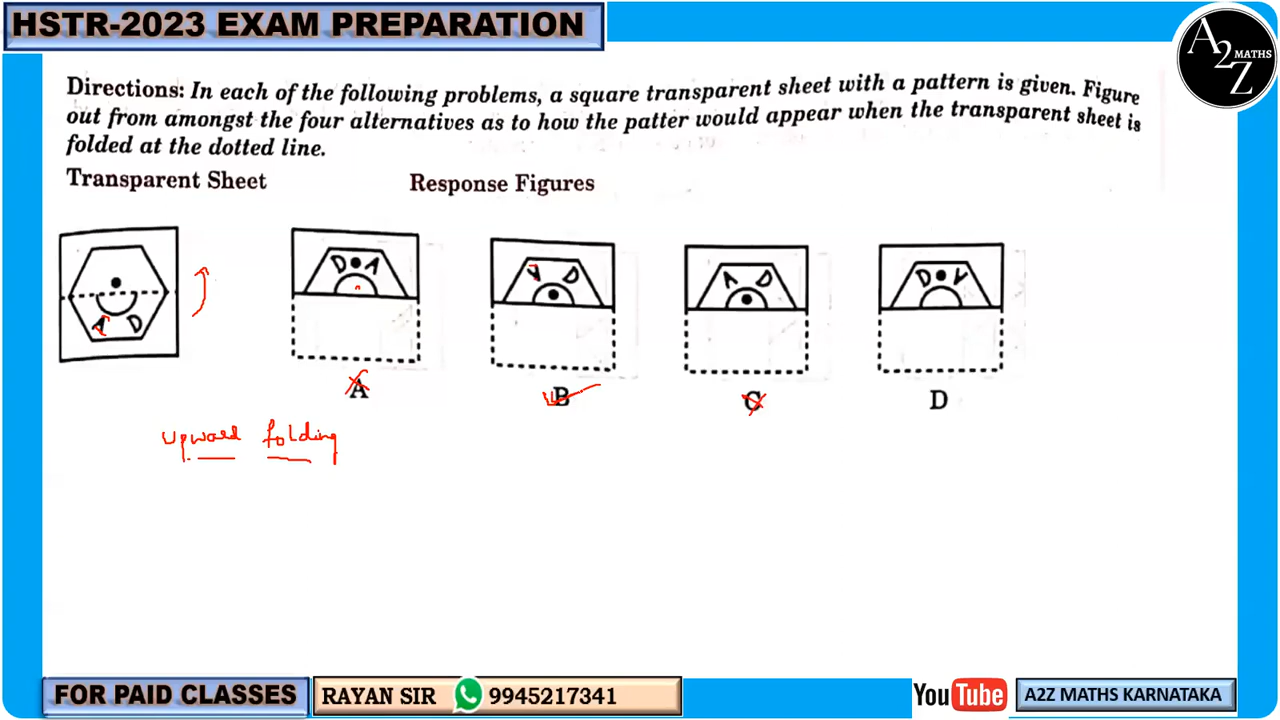 HSTR-2023 EXAM PREPARATION
A2Z MATHS
Directions: In each of the following problems, a square transparent sheet with a pattern is given. Figure
out from amongst the four alternatives as to how the patter would appear when the transparent sheet is
folded at the dotted line.
Transparent Sheet
Response Figures
A D
D A
A D
A D
D V
A
B
C
D
upward folding
FOR PAID CLASSES
RAYAN SIR 9945217341
YouTube
A2Z MATHS KARNATAKA